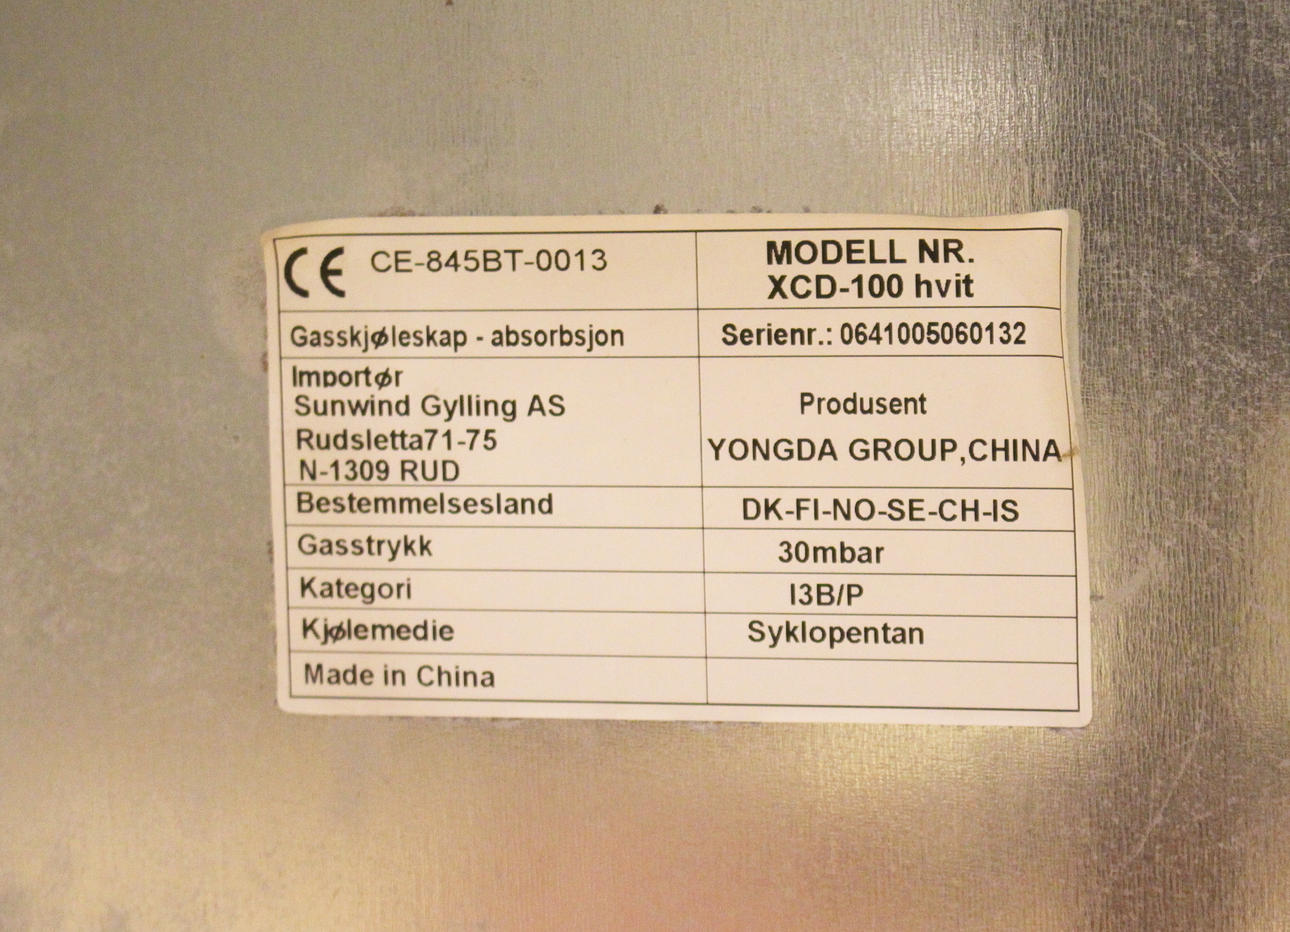 CE CE-845BT-0013
MODELL NR.
XCD-100 hvit
Gasskjøleskap - absorbsjon
Serienr.: 0641005060132
Importør
Sunwind Gylling AS
Rudsletta71-75
N-1309 RUD
Produsent
YONGDA GROUP,CHINA
Bestemmelsesland
DK-FI-NO-SE-CH-IS
Gasstrykk
30mbar
Kategori
I3B/P
Kjølemedie
Syklopentan
Made in China